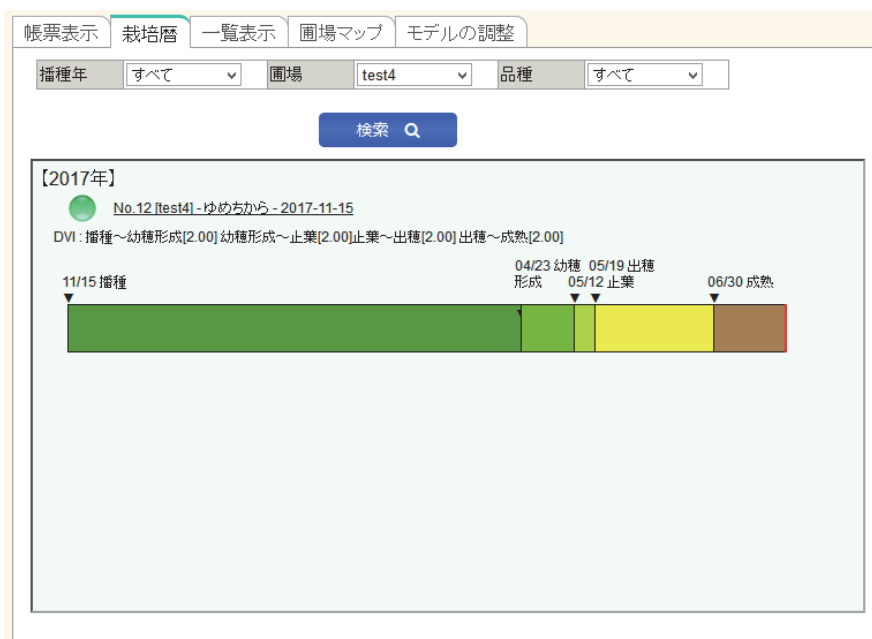 帳票表示 栽培暦 一覧表示 圃場マップ モデルの調整
播種年 すべて 圃場 test4 品種 すべて
検索
【2017年】
No.12 [test4] - ゆめちから - 2017-11-15
DVI : 播種～幼穂形成[2.00] 幼穂形成～止葉[2.00]止葉～出穂[2.00] 出穂～成熟[2.00]
04/23 幼穂 05/19 出穂
11/15 播種 形成 05/12 止葉 06/30 成熟